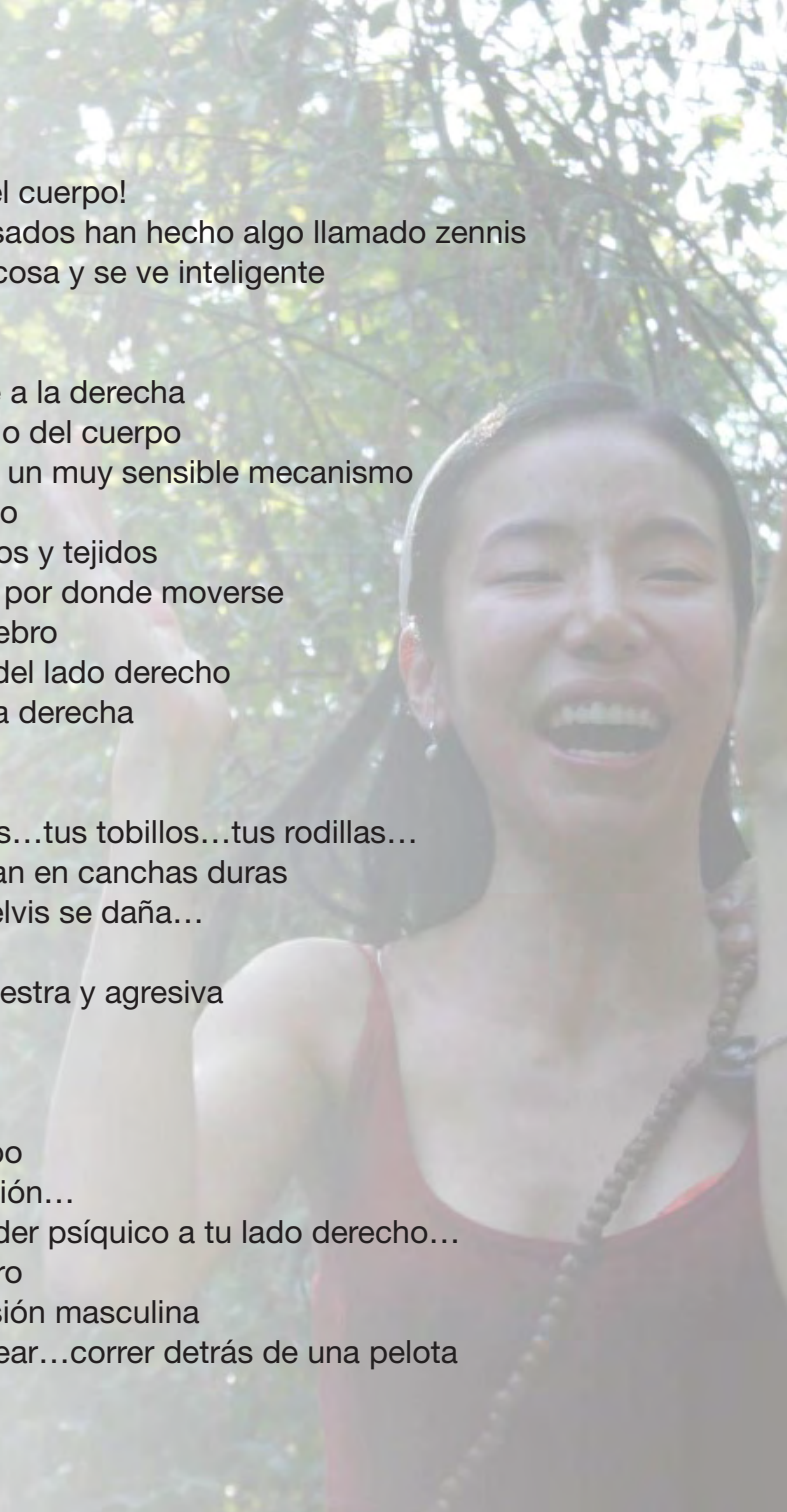 el cuerpo!
sados han hecho algo llamado zennis
cosa y se ve inteligente
a la derecha
o del cuerpo
un muy sensible mecanismo
o
os y tejidos
por donde moverse
ebro
del lado derecho
a derecha
s…tus tobillos…tus rodillas…
an en canchas duras
elvis se daña…
estra y agresiva
po
ión…
der psíquico a tu lado derecho…
ro
sión masculina
ear…correr detrás de una pelota